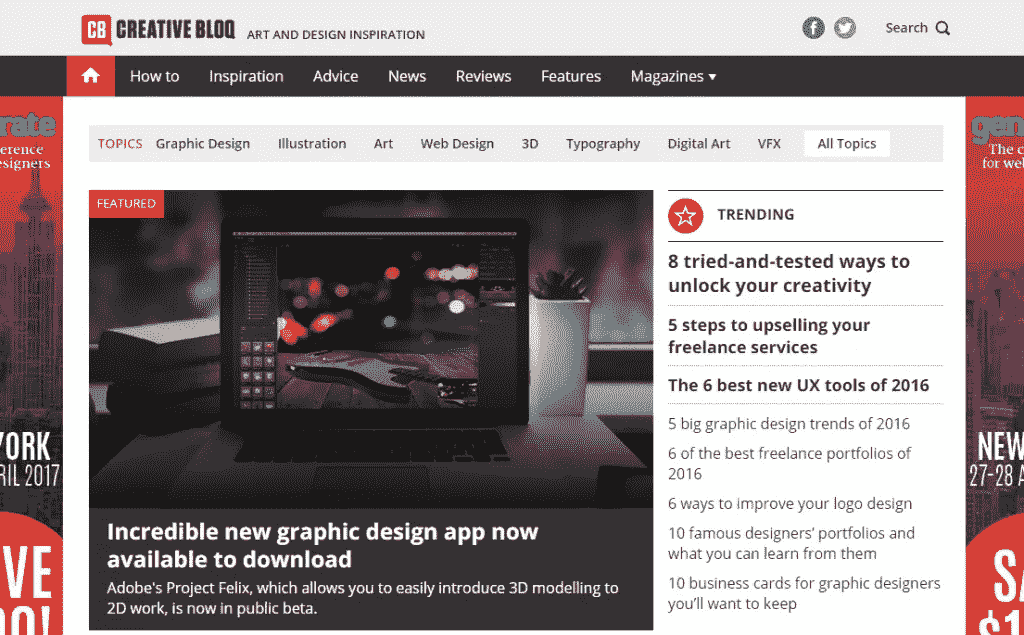 CB CREATIVE BLOQ ART AND DESIGN INSPIRATION
f Search
How to Inspiration Advice News Reviews Features Magazines
TOPICS Graphic Design Illustration Art Web Design 3D Typography Digital Art VFX All Topics
FEATURED
Incredible new graphic design app now
available to download
Adobe's Project Felix, which allows you to easily introduce 3D modelling to
2D work, is now in public beta.
TRENDING
8 tried-and-tested ways to
unlock your creativity
5 steps to upselling your
freelance services
The 6 best new UX tools of 2016
5 big graphic design trends of 2016
6 of the best freelance portfolios of
2016
6 ways to improve your logo design
10 famous designers’ portfolios and
what you can learn from them
10 business cards for graphic designers
you’ll want to keep
rate
erence
esigners
YORK
RIL 2017
VE
00!
gen
The c
for web
NEW
27-28 A
SA
$1